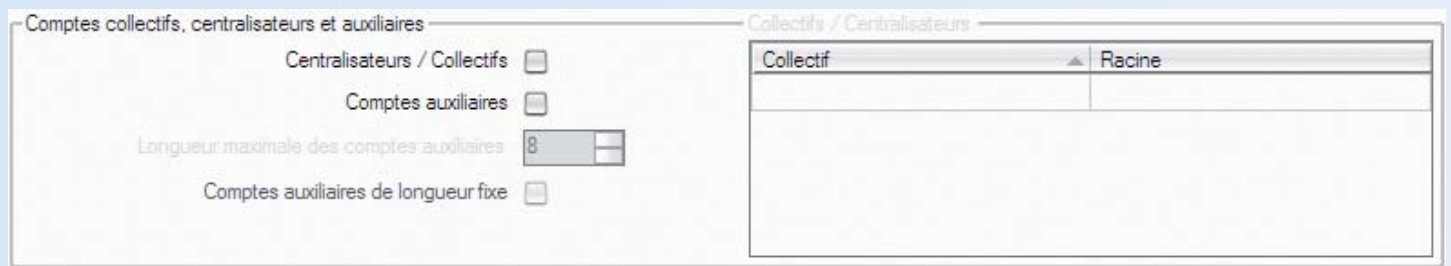 Comptes collectifs, centralisateurs et auxiliaires
Centralisateurs / Collectifs
Comptes auxiliaires
Longueur maximale des comptes auxiliaires 8
Comptes auxiliaires de longueur fixe
Collectifs / Centralisateurs
Collectif Racine